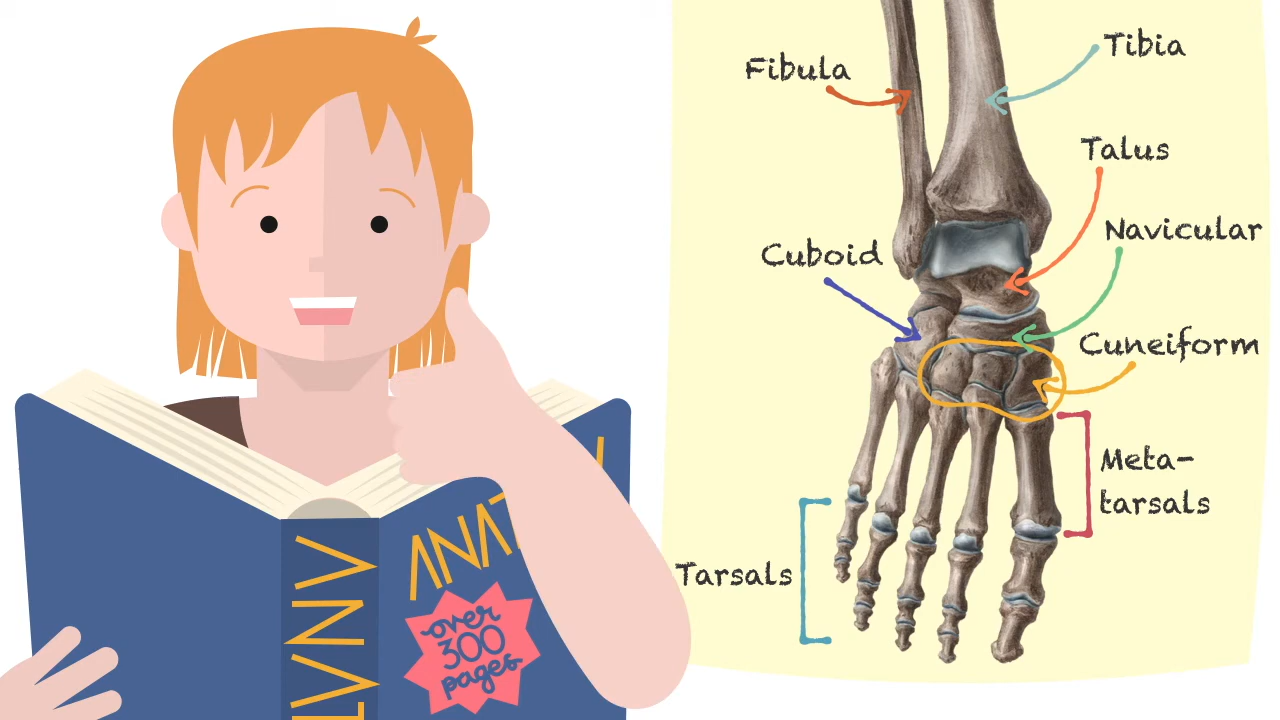 Fibula
Tibia
Talus
Navicular
Cuboid
Cuneiform
Meta-
tarsals
Tarsals
over
300
pages